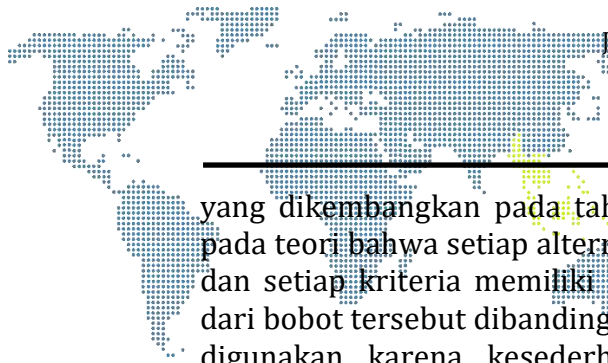 yang dikembangkan pada
pada teori bahwa setiap
dan setiap kriteria memiliki
dari bobot tersebut
digunakan karena